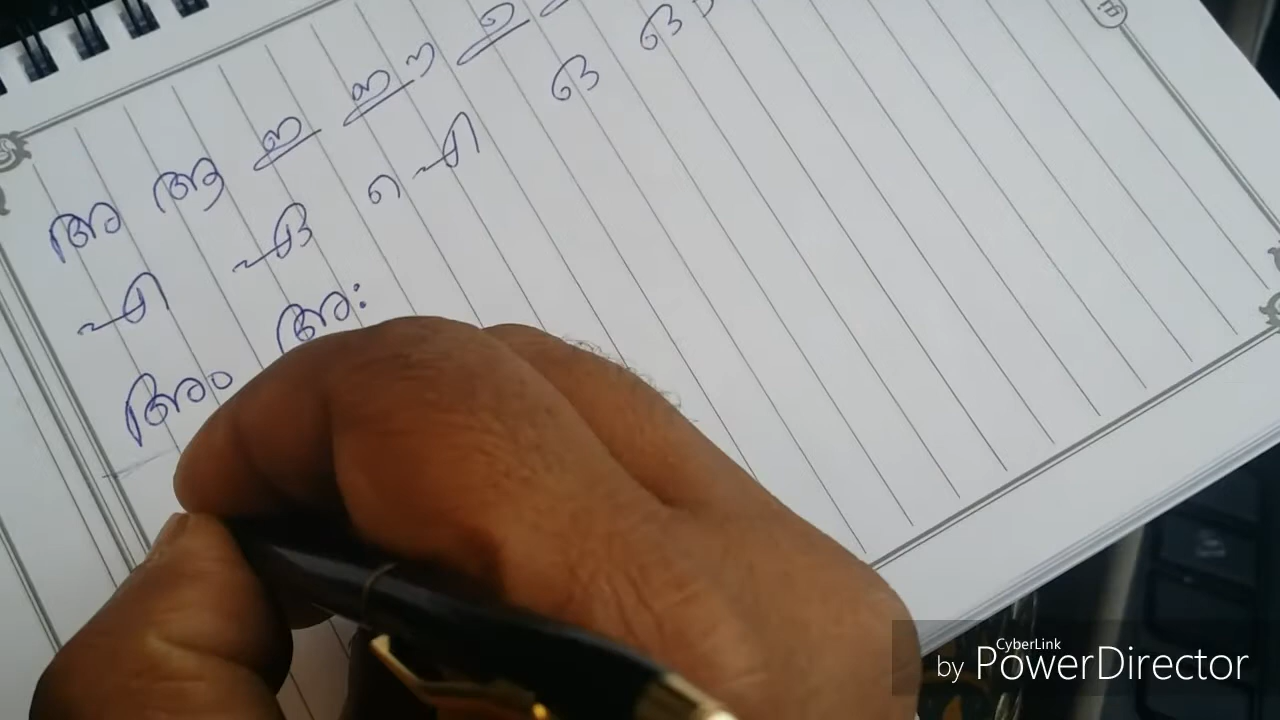 അ ആ ഇ ഈ ഉ
എ ഏ ഐ ഒ ഓ
അം അഃ
CyberLink
by PowerDirector